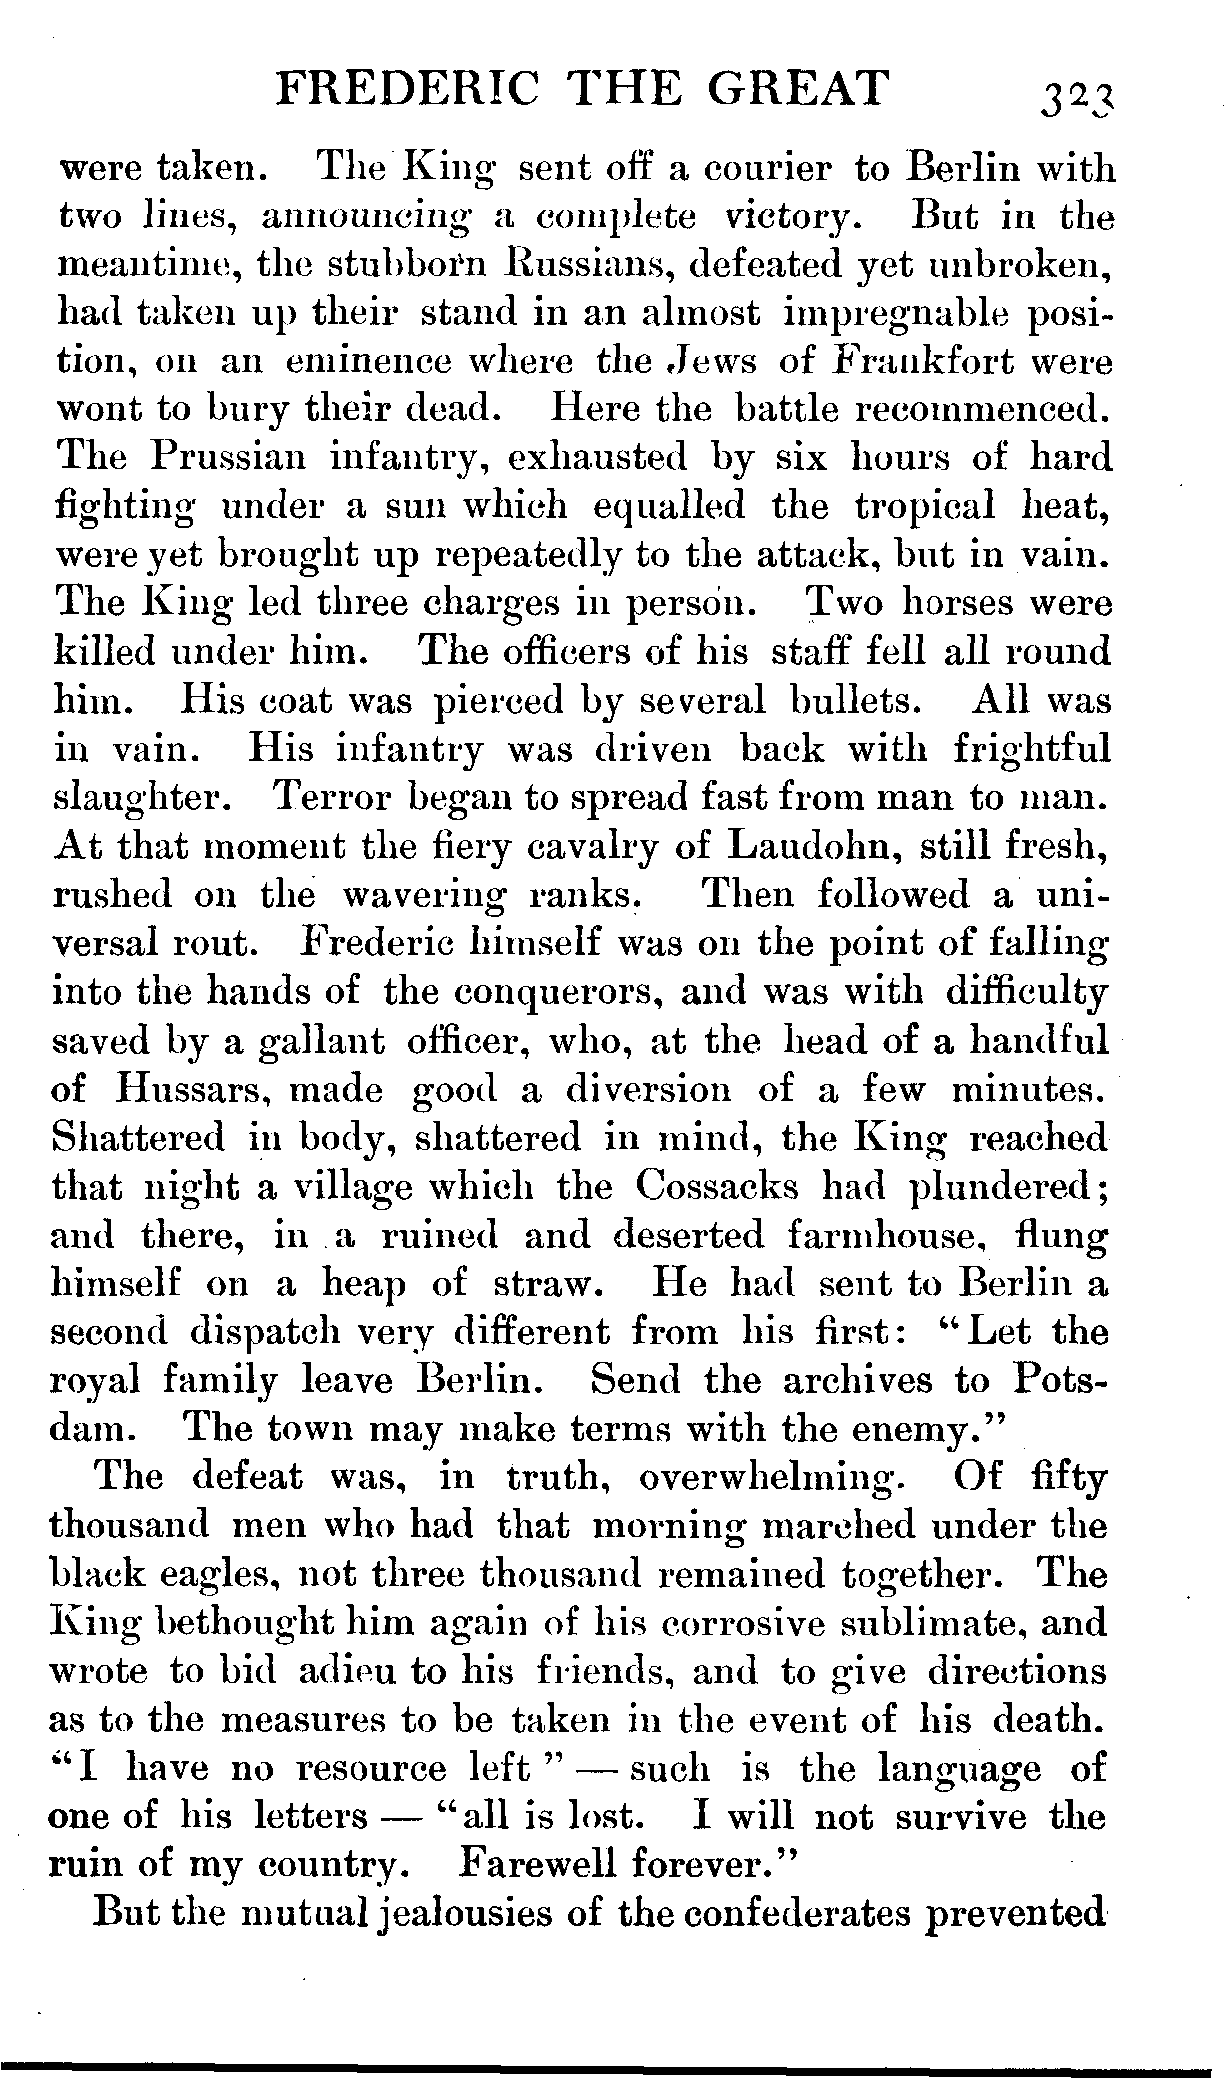 FREDERIC THE GREAT 323
were taken. The King sent off a courier to Berlin with
two lines, announcing a complete victory. But in the
meantime, the stubborn Russians, defeated yet unbroken,
had taken up their stand in an almost impregnable posi-
tion, on an eminence where the Jews of Frankfort were
wont to bury their dead. Here the battle recommenced.
The Prussian infantry, exhausted by six hours of hard
fighting under a sun which equalled the tropical heat,
were yet brought up repeatedly to the attack, but in vain.
The King led three charges in person. Two horses were
killed under him. The officers of his staff fell all round
him. His coat was pierced by several bullets. All was
in vain. His infantry was driven back with frightful
slaughter. Terror began to spread fast from man to man.
At that moment the fiery cavalry of Laudohn, still fresh,
rushed on the wavering ranks. Then followed a uni-
versal rout. Frederic himself was on the point of falling
into the hands of the conquerors, and was with difficulty
saved by a gallant officer, who, at the head of a handful
of Hussars, made good a diversion of a few minutes.
Shattered in body, shattered in mind, the King reached
that night a village which the Cossacks had plundered;
and there, in a ruined and deserted farmhouse, flung
himself on a heap of straw. He had sent to Berlin a
second dispatch very different from his first: “Let the
royal family leave Berlin. Send the archives to Pots-
dam. The town may make terms with the enemy.”
The defeat was, in truth, overwhelming. Of fifty
thousand men who had that morning marched under the
black eagles, not three thousand remained together. The
King bethought him again of his corrosive sublimate, and
wrote to bid adieu to his friends, and to give directions
as to the measures to be taken in the event of his death.
“I have no resource left” — such is the language of
one of his letters — “all is lost. I will not survive the
ruin of my country. Farewell forever.”
But the mutual jealousies of the confederates prevented